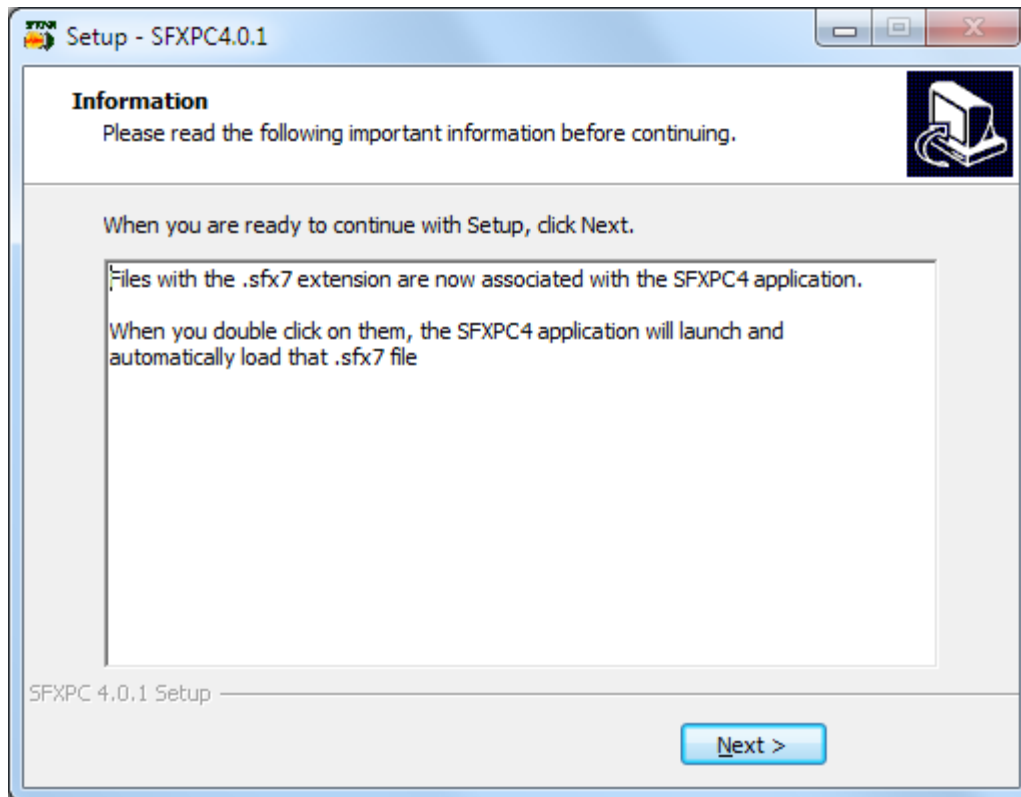 Setup - SFXPC4.0.1
Information
Please read the following important information before continuing.
When you are ready to continue with Setup, click Next.
Files with the .sfx7 extension are now associated with the SFXPC4 application.
When you double click on them, the SFXPC4 application will launch and
automatically load that .sfx7 file
SFXPC 4.0.1 Setup
Next >